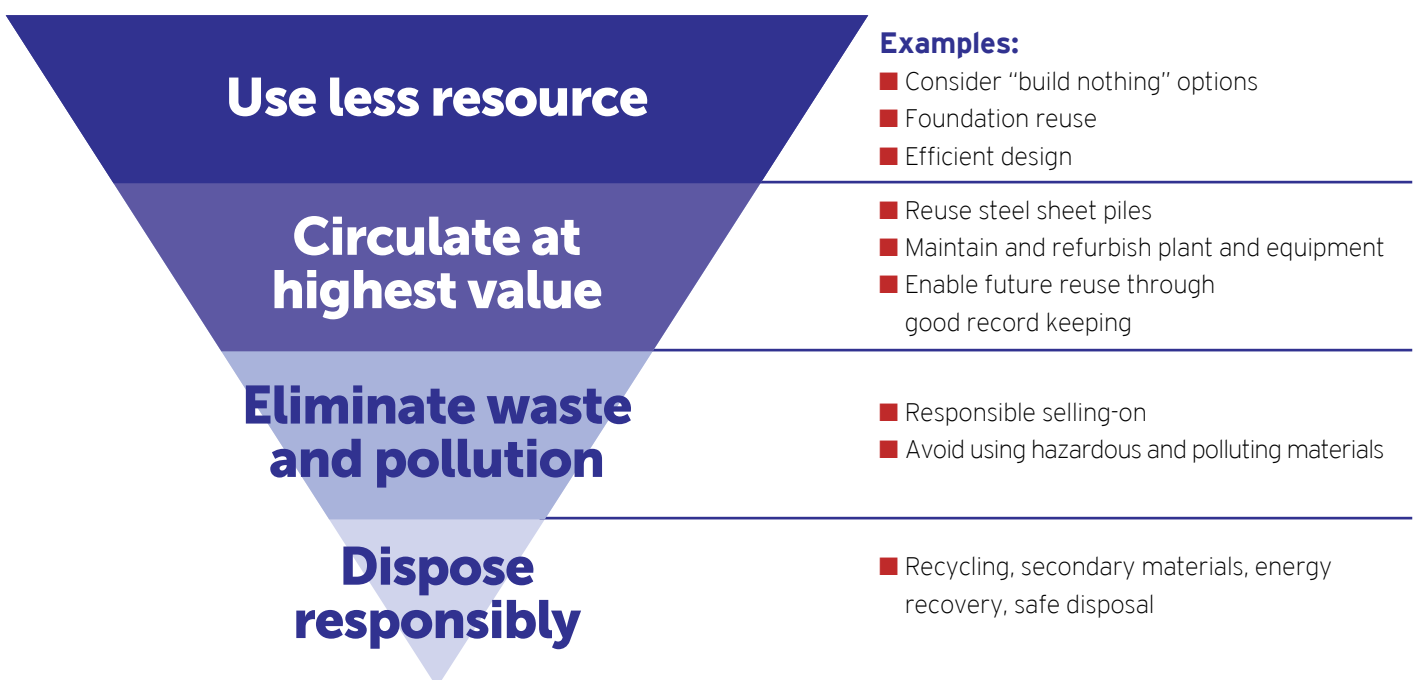 Use less resource
Examples:
Consider “build nothing” options
Foundation reuse
Efficient design
Circulate at
highest value
Reuse steel sheet piles
Maintain and refurbish plant and equipment
Enable future reuse through
good record keeping
Eliminate waste
and pollution
Responsible selling-on
Avoid using hazardous and polluting materials
Dispose
responsibly
Recycling, secondary materials, energy
recovery, safe disposal